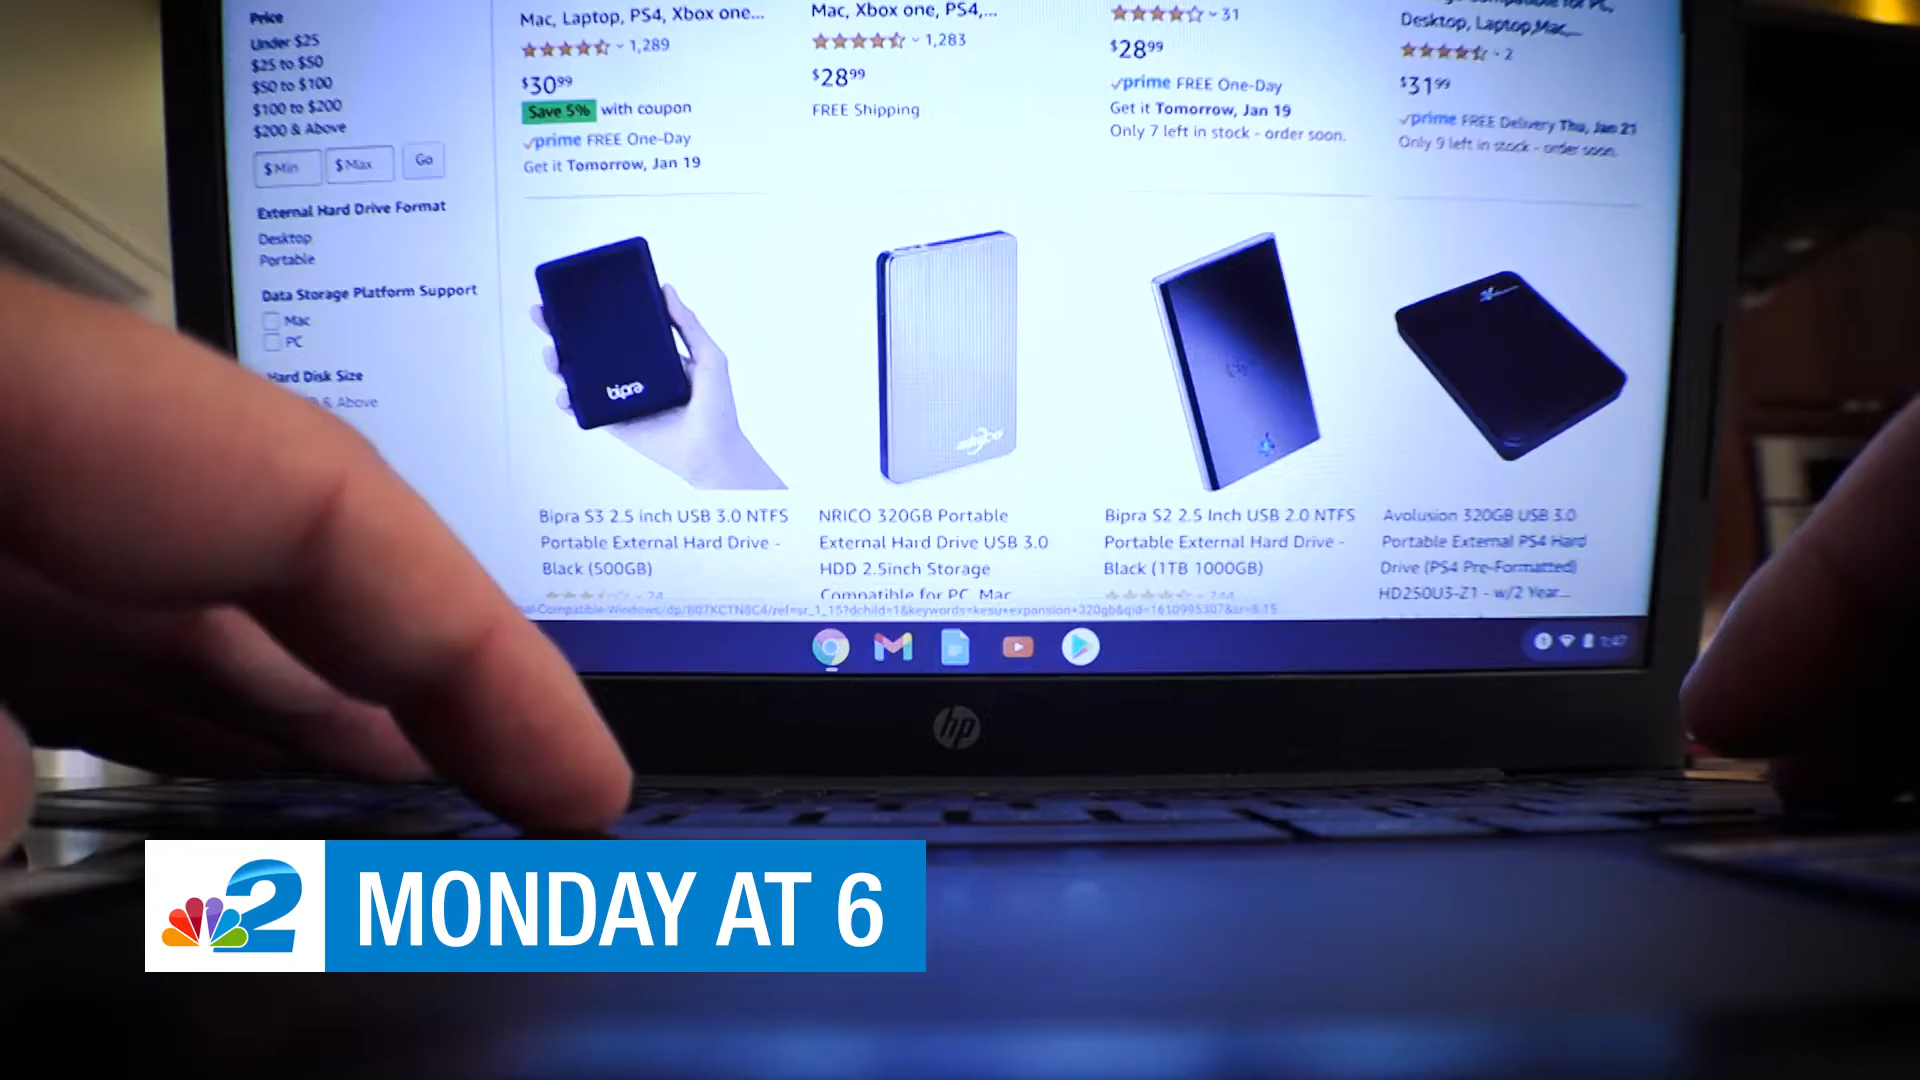 Price
Under $25
$25 to $50
$50 to $100
$100 to $200
$200 & Above
$ Min $ Max Go
External Hard Drive Format
Desktop
Portable
Data Storage Platform Support
Mac
PC
Hard Disk Size
& Above
Mac, Laptop, PS4, Xbox one...
1,289
$30⁹⁹
Save 5% with coupon
prime FREE One-Day
Get it Tomorrow, Jan 19
Mac, Xbox one, PS4,...
1,283
$28⁹⁹
FREE Shipping
31
$28⁹⁹
prime FREE One-Day
Get it Tomorrow, Jan 19
Only 7 left in stock - order soon.
Desktop, Laptop,Mac,...
2
$31⁹⁹
prime FREE Delivery Thu, Jan 21
Only 9 left in stock - order soon.
bipra
Bipra S3 2.5 inch USB 3.0 NTFS
Portable External Hard Drive -
Black (500GB)
NRICO 320GB Portable
External Hard Drive USB 3.0
HDD 2.5inch Storage
Compatible for PC, Mac
Bipra S2 2.5 Inch USB 2.0 NTFS
Portable External Hard Drive -
Black (1TB 1000GB)
Avolusion 320GB USB 3.0
Portable External PS4 Hard
Drive (PS4 Pre-Formatted)
HD250U3-Z1 - w/2 Year...
hp
2 MONDAY AT 6